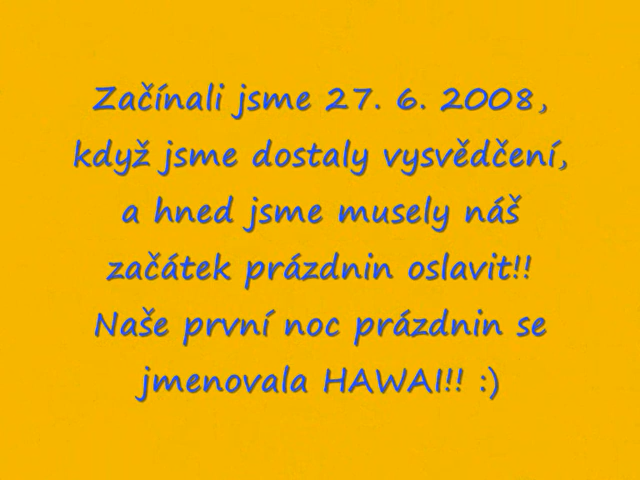 Začínali jsme 27. 6. 2008,
když jsme dostaly vysvědčení,
a hned jsme musely náš
začátek prázdnin oslavit!!
Naše první noc prázdnin se
jmenovala HAWAI!! :)